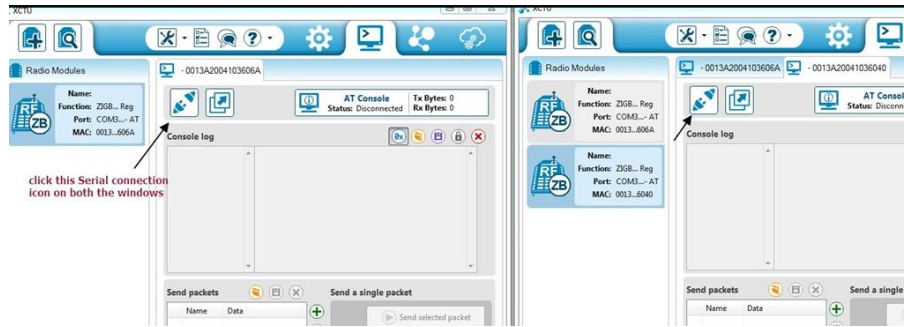 XCTU
Radio Modules
- 0013A2004103606A
Name:
Function: ZIGB... Reg
Port: COM3...- AT
MAC: 0013...606A
AT Console
Status: Disconnected
Tx Bytes: 0
Rx Bytes: 0
Console log
click this Serial connection
icon on both the windows
Send packets
Send a single packet
Name Data
Send selected packet
XCTU
Radio Modules
- 0013A2004103606A
- 0013A20041036040
Name:
Function: ZIGB... Reg
Port: COM3...- AT
MAC: 0013...606A
AT Cons
Status: Disconn
Console log
Name:
Function: ZIGB... Reg
Port: COM3...- AT
MAC: 0013...6040
Send packets
Send a single
Name Data